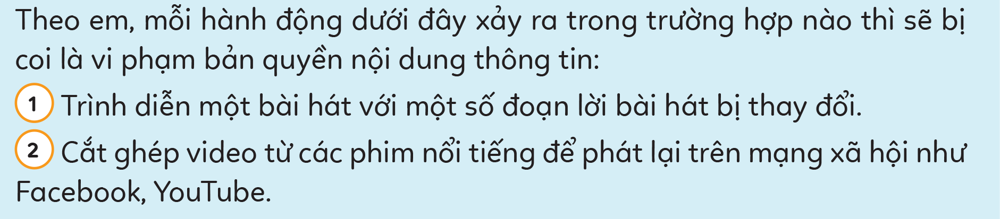 Theo em, mỗi hành động dưới đây xảy ra trong trường hợp nào thì sẽ bị
coi là vi phạm bản quyền nội dung thông tin:
1 Trình diễn một bài hát với một số đoạn lời bài hát bị thay đổi.
2 Cắt ghép video từ các phim nổi tiếng để phát lại trên mạng xã hội như
Facebook, YouTube.